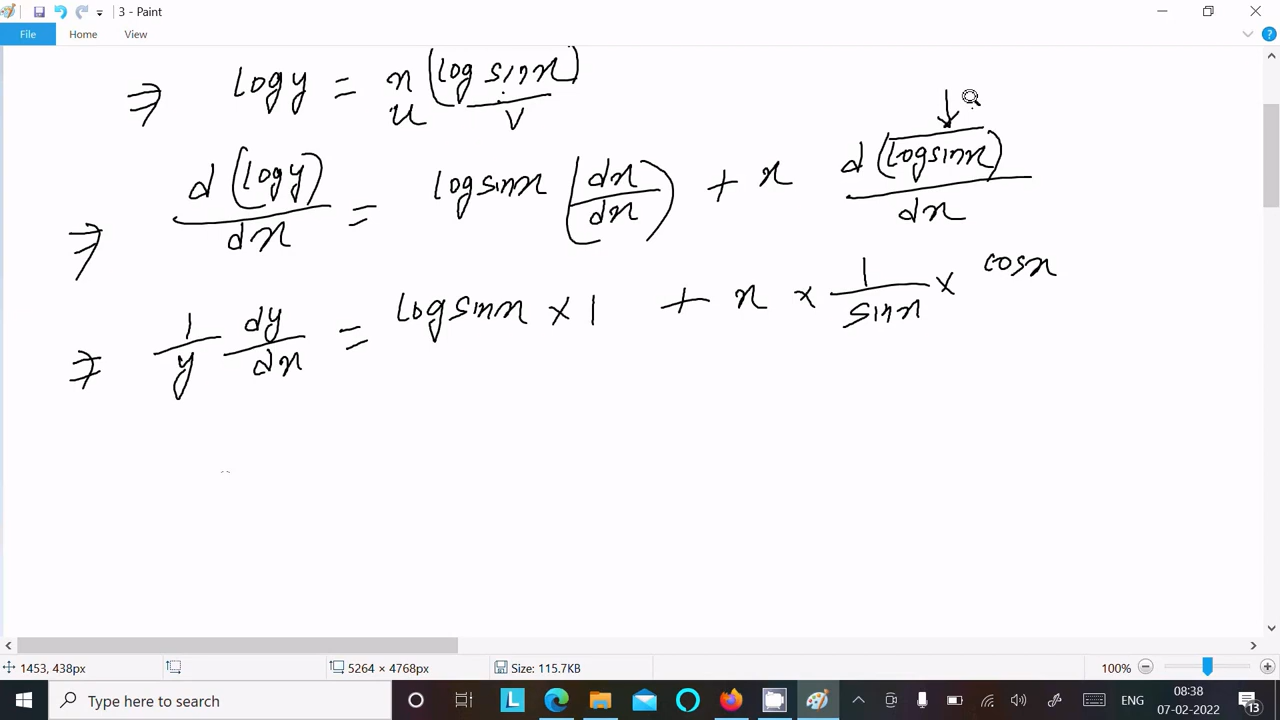 3 - Paint
File Home View
⇒ log y = x (log sin x)
u v
⇒ d(log y)/dx = log sin x (dx/dx) + x d(log sin x)/dx
⇒ 1/y dy/dx = log sin x × 1 + x × 1/sin x × cos x
1453, 438px 5264 × 4768px Size: 115.7KB 100%
Type here to search L ENG 08:38 07-02-2022 13